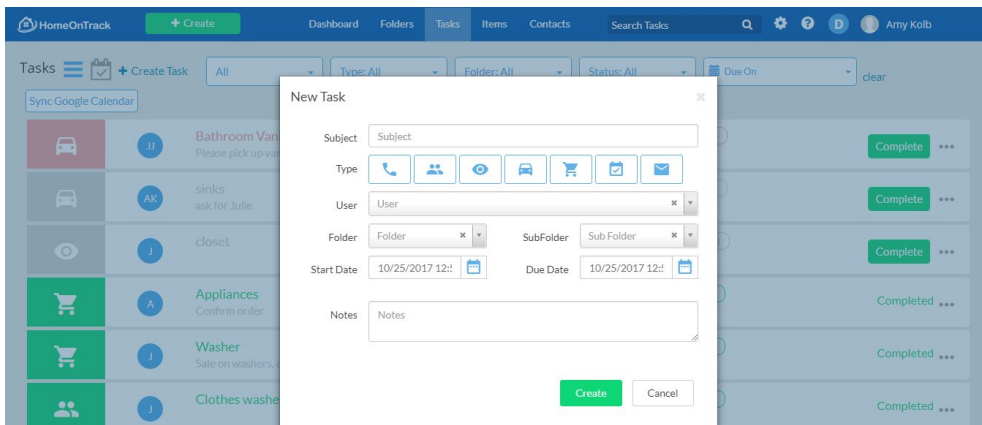 HomeOnTrack + Create Dashboard Folders Tasks Items Contacts Search Tasks ? D Amy Kolb
Tasks + Create Task All Type: All Folder: All Status: All Due On clear
Sync Google Calendar
New Task
Subject Subject
Type
User User
Folder Folder SubFolder Sub Folder
Start Date 10/25/2017 Due Date 10/25/2017
Notes Notes
Create Cancel
JJ Bathroom Van Complete
Please pick up
AK sinks Complete
ask for Julie
J closet Complete
A Appliances Completed
Confirm order
J Washer Completed
Sale on washers,
J Clothes washe Completed